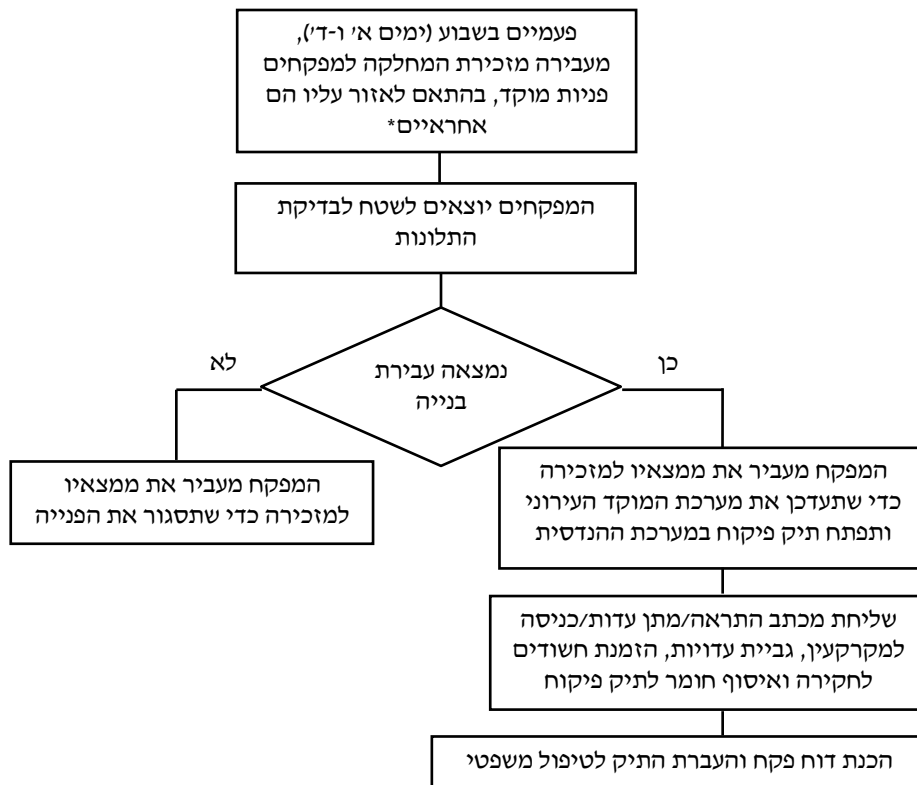 פעמיים בשבוע (ימים א' ו-ד'),
מעבירה מזכירת המחלקה למפקחים
פניות מוקד, בהתאם לאזור עליו הם
אחראיים*
המפקחים יוצאים לשטח לבדיקת
התלונות
נמצאה עבירת
בנייה
כן
לא
המפקח מעביר את ממצאיו למזכירה
כדי שתעדכן את מערכת המוקד העירוני
ותפתח תיק פיקוח במערכת ההנדסית
המפקח מעביר את ממצאיו
למזכירה כדי שתסגור את הפנייה
שליחת מכתב התראה/מתן עדות/כניסה
למקרקעין, גביית עדויות, הזמנת חשודים
לחקירה ואיסוף חומר לתיק פיקוח
הכנת דוח פקח והעברת התיק לטיפול משפטי